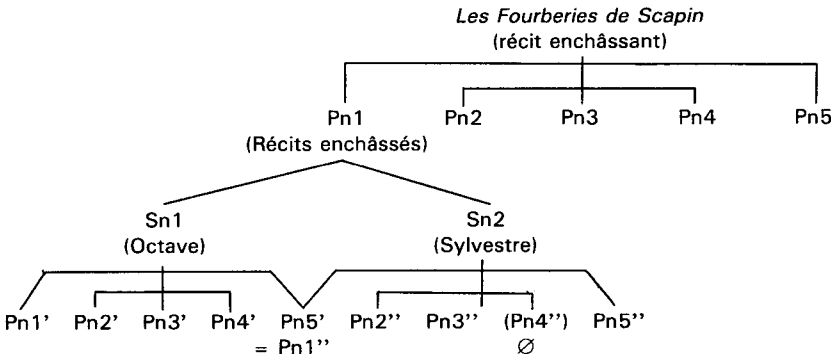 Les Fourberies de Scapin
(récit enchâssant)
Pn1 Pn2 Pn3 Pn4 Pn5
(Récits enchâssés)
Sn1 Sn2
(Octave) (Sylvestre)
Pn1' Pn2' Pn3' Pn4' Pn5' Pn2'' Pn3'' (Pn4'') Pn5''
= Pn1'' ∅